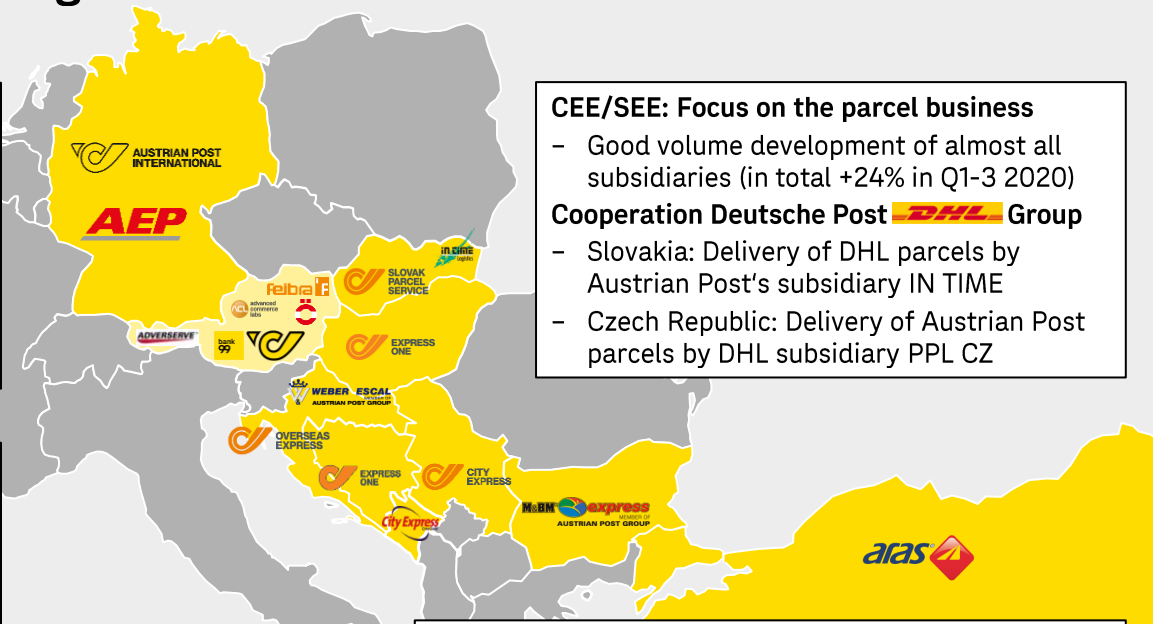 g
CEE/SEE: Focus on the parcel business
– Good volume development of almost all
subsidiaries (in total +24% in Q1-3 2020)
Cooperation Deutsche Post DHL Group
– Slovakia: Delivery of DHL parcels by
Austrian Post‘s subsidiary IN TIME
– Czech Republic: Delivery of Austrian Post
parcels by DHL subsidiary PPL CZ
AUSTRIAN POST
INTERNATIONAL
AEP
in time
Logistics
SLOVAK
PARCEL
SERVICE
feibra F
ACL advanced
commerce
labs
ö
ADVERSERVE
bank
99
EXPRESS
ONE
WEBER ESCAL
MEMBER OF
& AUSTRIAN POST GROUP
OVERSEAS
EXPRESS
EXPRESS
ONE
CITY
EXPRESS
City Express
M&BM express
MEMBER OF
AUSTRIAN POST GROUP
aras